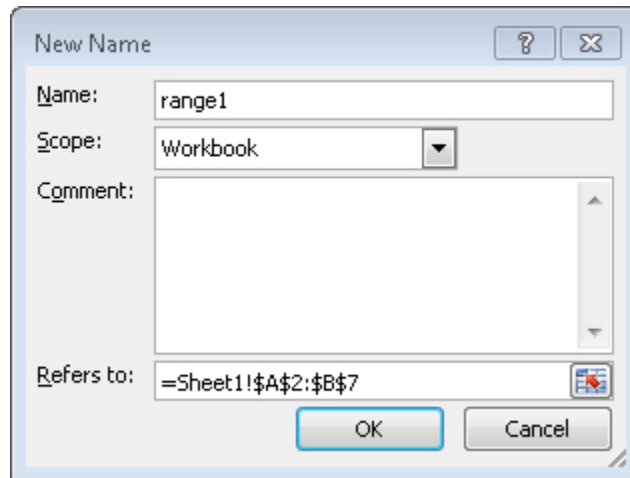 New Name
Name: range1
Scope: Workbook
Comment:
Refers to: =Sheet1!$A$2:$B$7
OK Cancel